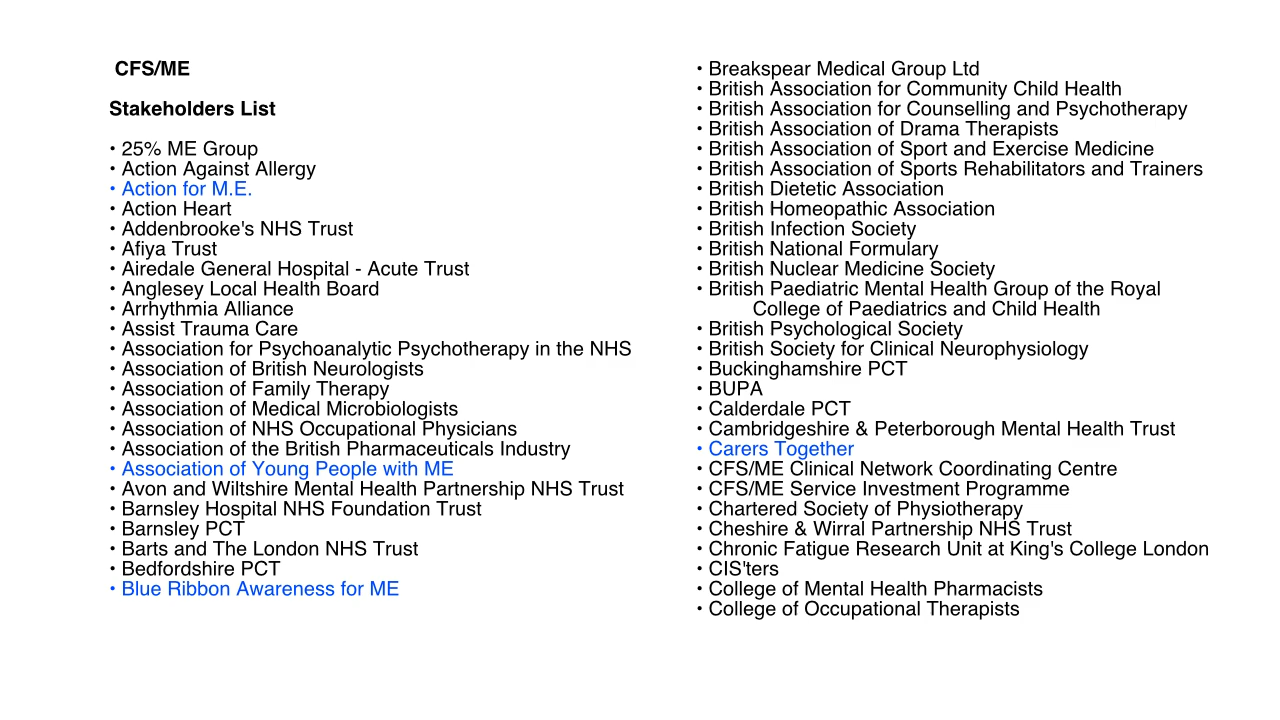 CFS/ME
Stakeholders List
• 25% ME Group
• Action Against Allergy
• Action for M.E.
• Action Heart
• Addenbrooke's NHS Trust
• Afiya Trust
• Airedale General Hospital - Acute Trust
• Anglesey Local Health Board
• Arrhythmia Alliance
• Assist Trauma Care
• Association for Psychoanalytic Psychotherapy in the NHS
• Association of British Neurologists
• Association of Family Therapy
• Association of Medical Microbiologists
• Association of NHS Occupational Physicians
• Association of the British Pharmaceuticals Industry
• Association of Young People with ME
• Avon and Wiltshire Mental Health Partnership NHS Trust
• Barnsley Hospital NHS Foundation Trust
• Barnsley PCT
• Barts and The London NHS Trust
• Bedfordshire PCT
• Blue Ribbon Awareness for ME
• Breakspear Medical Group Ltd
• British Association for Community Child Health
• British Association for Counselling and Psychotherapy
• British Association of Drama Therapists
• British Association of Sport and Exercise Medicine
• British Association of Sports Rehabilitators and Trainers
• British Dietetic Association
• British Homeopathic Association
• British Infection Society
• British National Formulary
• British Nuclear Medicine Society
• British Paediatric Mental Health Group of the Royal
College of Paediatrics and Child Health
• British Psychological Society
• British Society for Clinical Neurophysiology
• Buckinghamshire PCT
• BUPA
• Calderdale PCT
• Cambridgeshire & Peterborough Mental Health Trust
• Carers Together
• CFS/ME Clinical Network Coordinating Centre
• CFS/ME Service Investment Programme
• Chartered Society of Physiotherapy
• Cheshire & Wirral Partnership NHS Trust
• Chronic Fatigue Research Unit at King's College London
• CIS'ters
• College of Mental Health Pharmacists
• College of Occupational Therapists